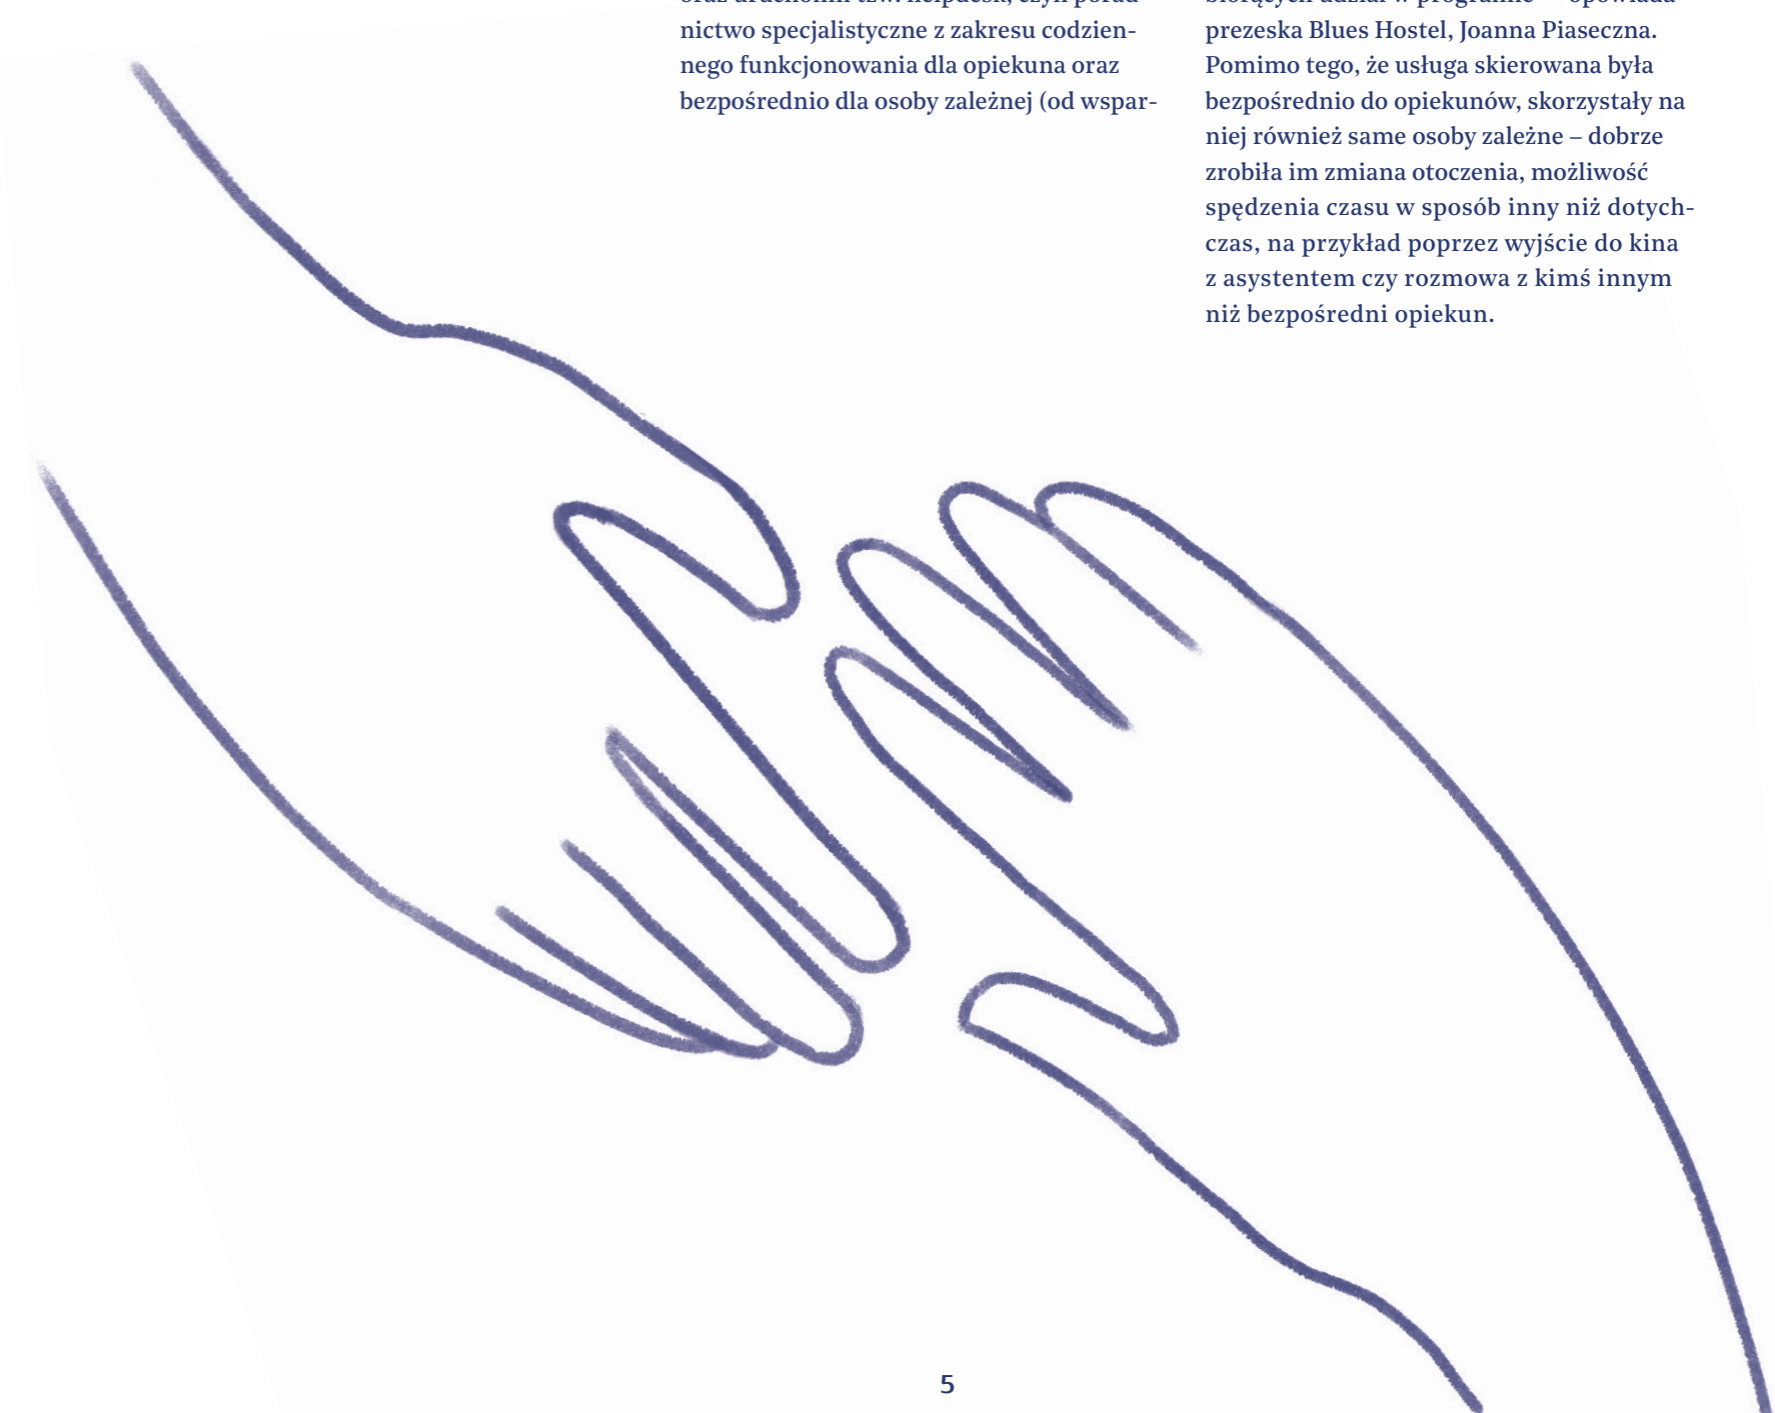 nictwo specjalistyczne z zakresu codzien-
nego funkcjonowania dla opiekuna oraz
bezpośrednio dla osoby zależnej (od wspar-
prezeska Blues Hostel, Joanna Piaseczna.
Pomimo tego, że usługa skierowana była
bezpośrednio do opiekunów, skorzystały na
niej również same osoby zależne – dobrze
zrobiła im zmiana otoczenia, możliwość
spędzenia czasu w sposób inny niż dotych-
czas, na przykład poprzez wyjście do kina
z asystentem czy rozmowa z kimś innym
niż bezpośredni opiekun.
5